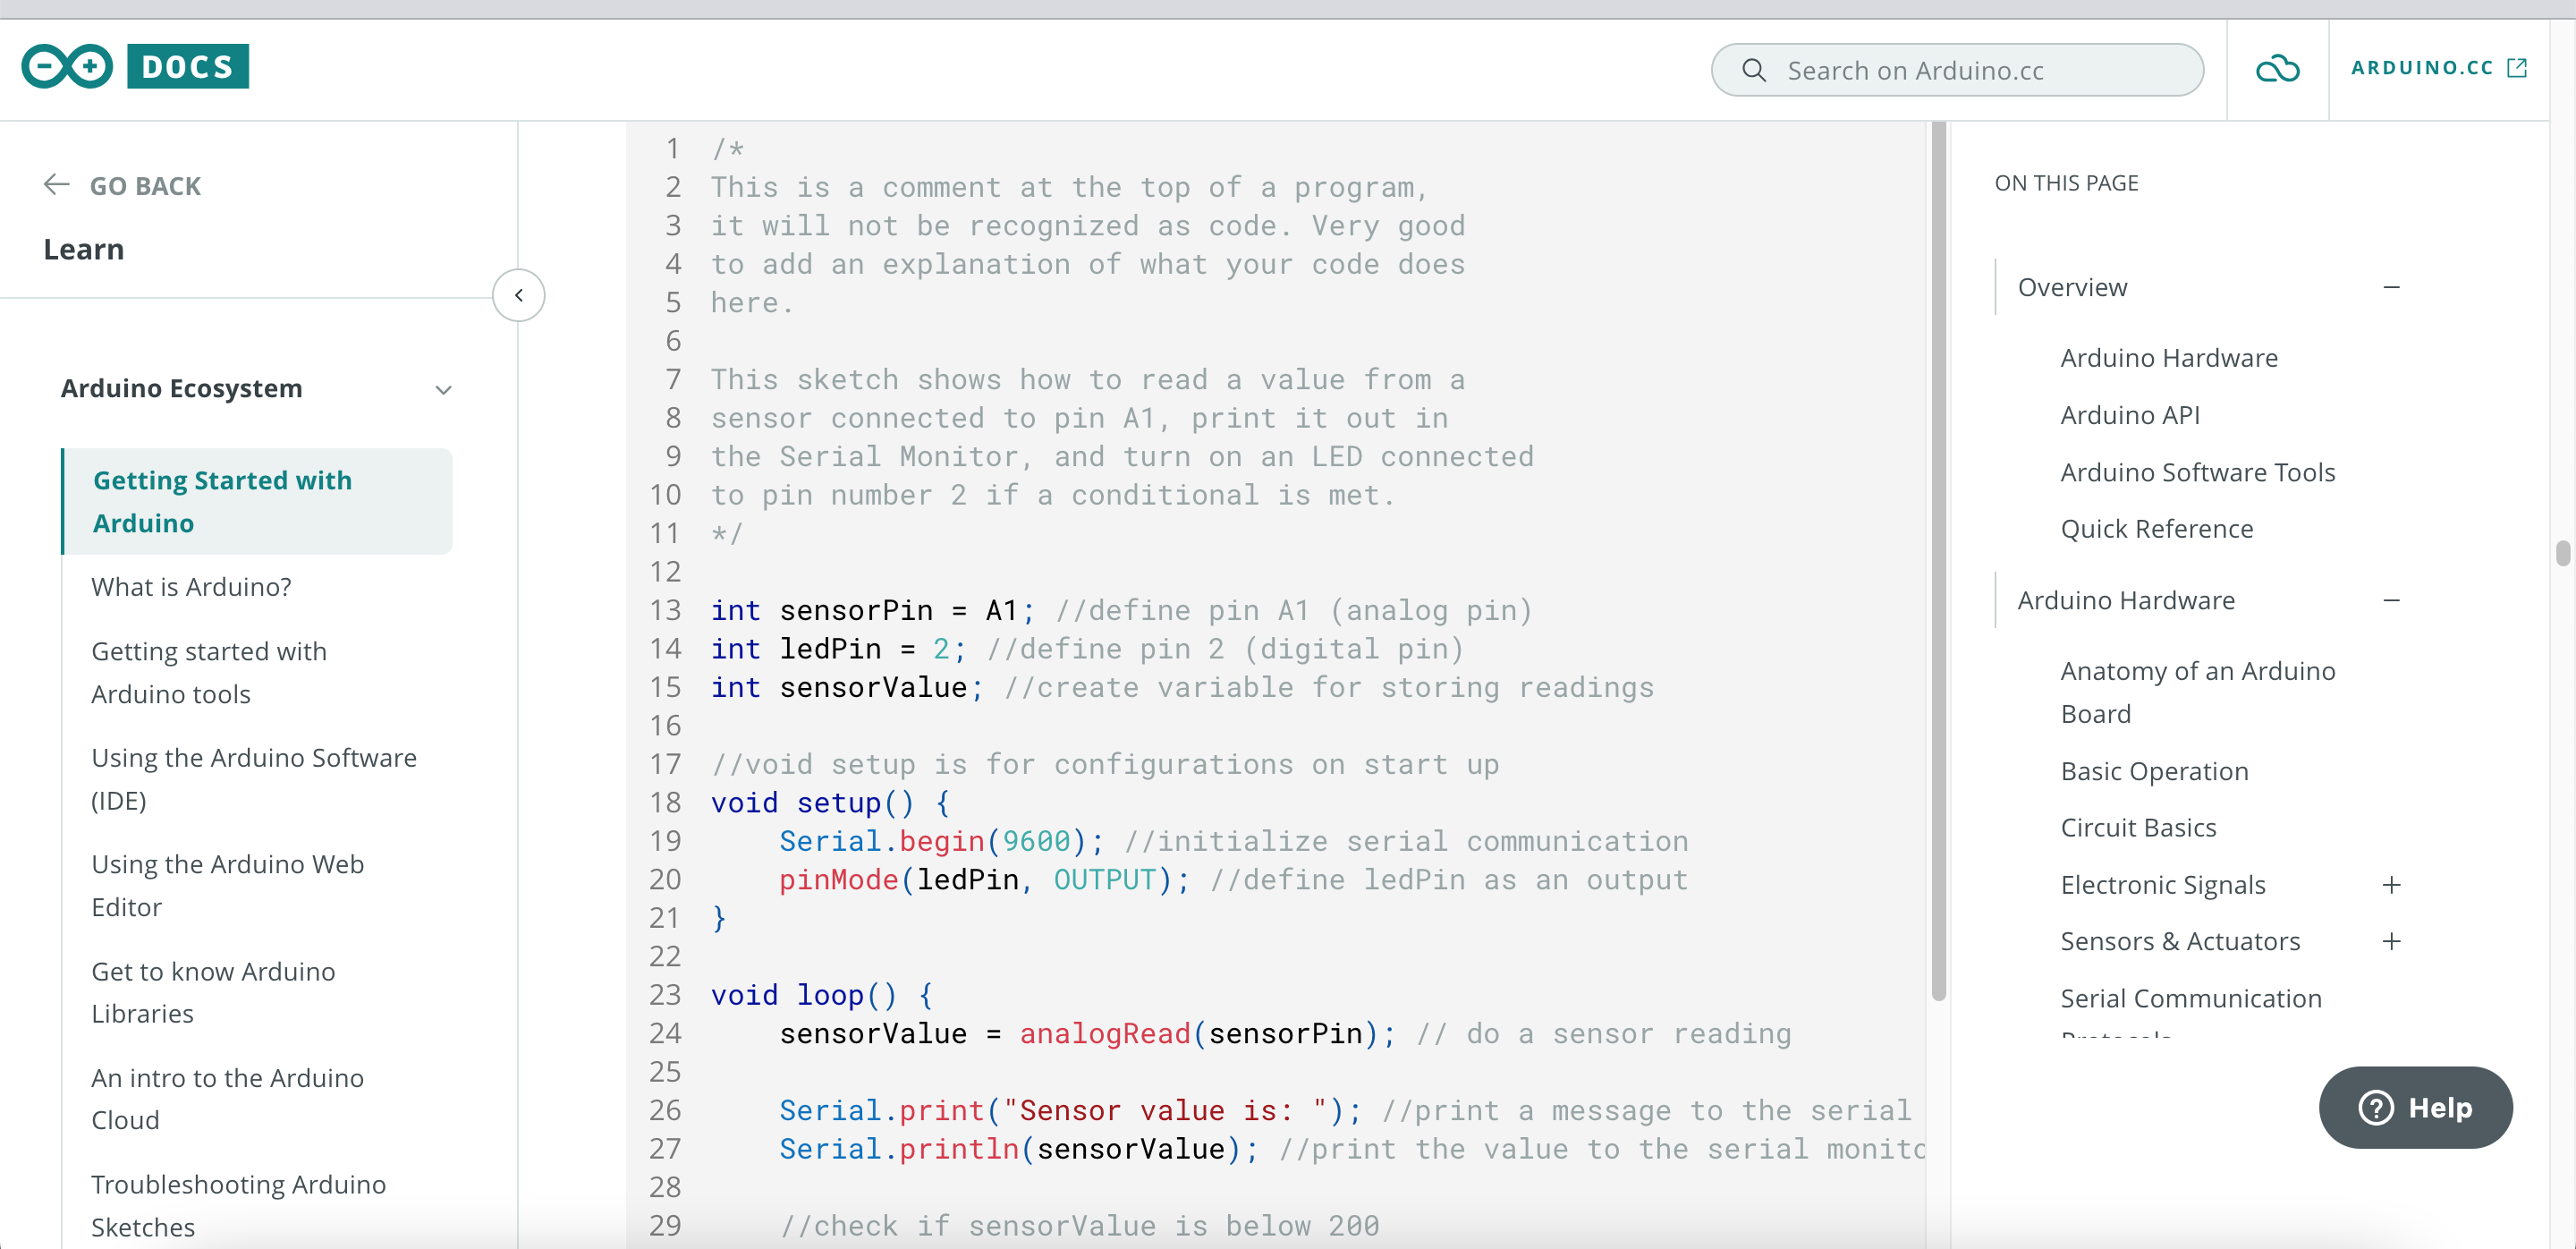 DOCS
Search on Arduino.cc
ARDUINO.CC
GO BACK
Learn
Arduino Ecosystem
Getting Started with
Arduino
What is Arduino?
Getting started with
Arduino tools
Using the Arduino Software
(IDE)
Using the Arduino Web
Editor
Get to know Arduino
Libraries
An intro to the Arduino
Cloud
Troubleshooting Arduino
Sketches
1 /*
2 This is a comment at the top of a program,
3 it will not be recognized as code. Very good
4 to add an explanation of what your code does
5 here.
6
7 This sketch shows how to read a value from a
8 sensor connected to pin A1, print it out in
9 the Serial Monitor, and turn on an LED connected
10 to pin number 2 if a conditional is met.
11 */
12
13 int sensorPin = A1; //define pin A1 (analog pin)
14 int ledPin = 2; //define pin 2 (digital pin)
15 int sensorValue; //create variable for storing readings
16
17 //void setup is for configurations on start up
18 void setup() {
19     Serial.begin(9600); //initialize serial communication
20     pinMode(ledPin, OUTPUT); //define ledPin as an output
21 }
22
23 void loop() {
24     sensorValue = analogRead(sensorPin); // do a sensor reading
25
26     Serial.print("Sensor value is: "); //print a message to the serial
27     Serial.println(sensorValue); //print the value to the serial monito
28
29     //check if sensorValue is below 200
ON THIS PAGE
Overview
Arduino Hardware
Arduino API
Arduino Software Tools
Quick Reference
Arduino Hardware
Anatomy of an Arduino
Board
Basic Operation
Circuit Basics
Electronic Signals
Sensors & Actuators
Serial Communication
Help